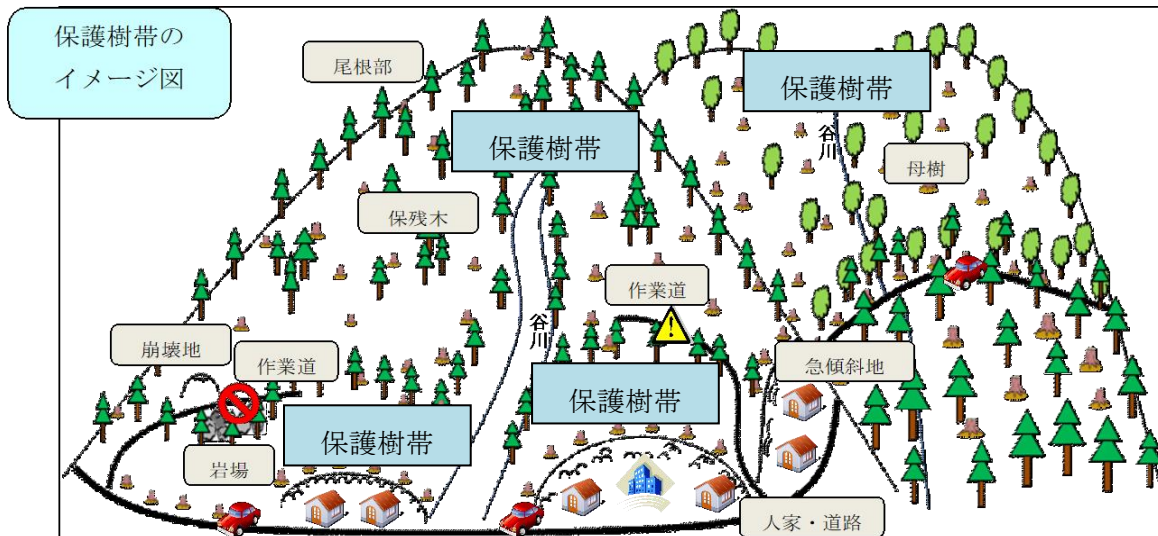 保護樹帯の
イメージ図
尾根部
保護樹帯
保護樹帯
谷川
母樹
保残木
作業道
谷川
崩壊地
作業道
急傾斜地
保護樹帯
保護樹帯
岩場
人家・道路